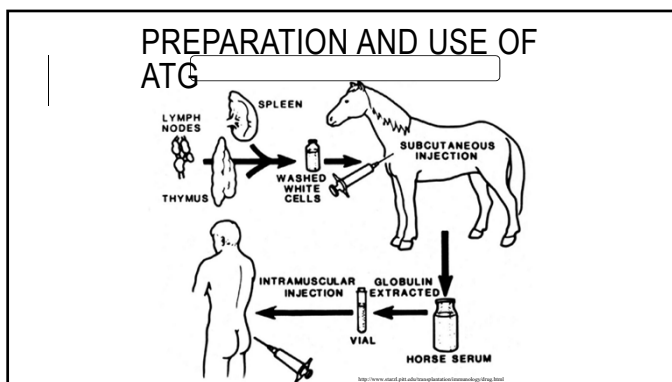 PREPARATION AND USE OF
ATG
SPLEEN
LYMPH
NODES
THYMUS
WASHED
WHITE
CELLS
SUBCUTANEOUS
INJECTION
INTRAMUSCULAR
INJECTION
GLOBULIN
EXTRACTED
VIAL
HORSE SERUM